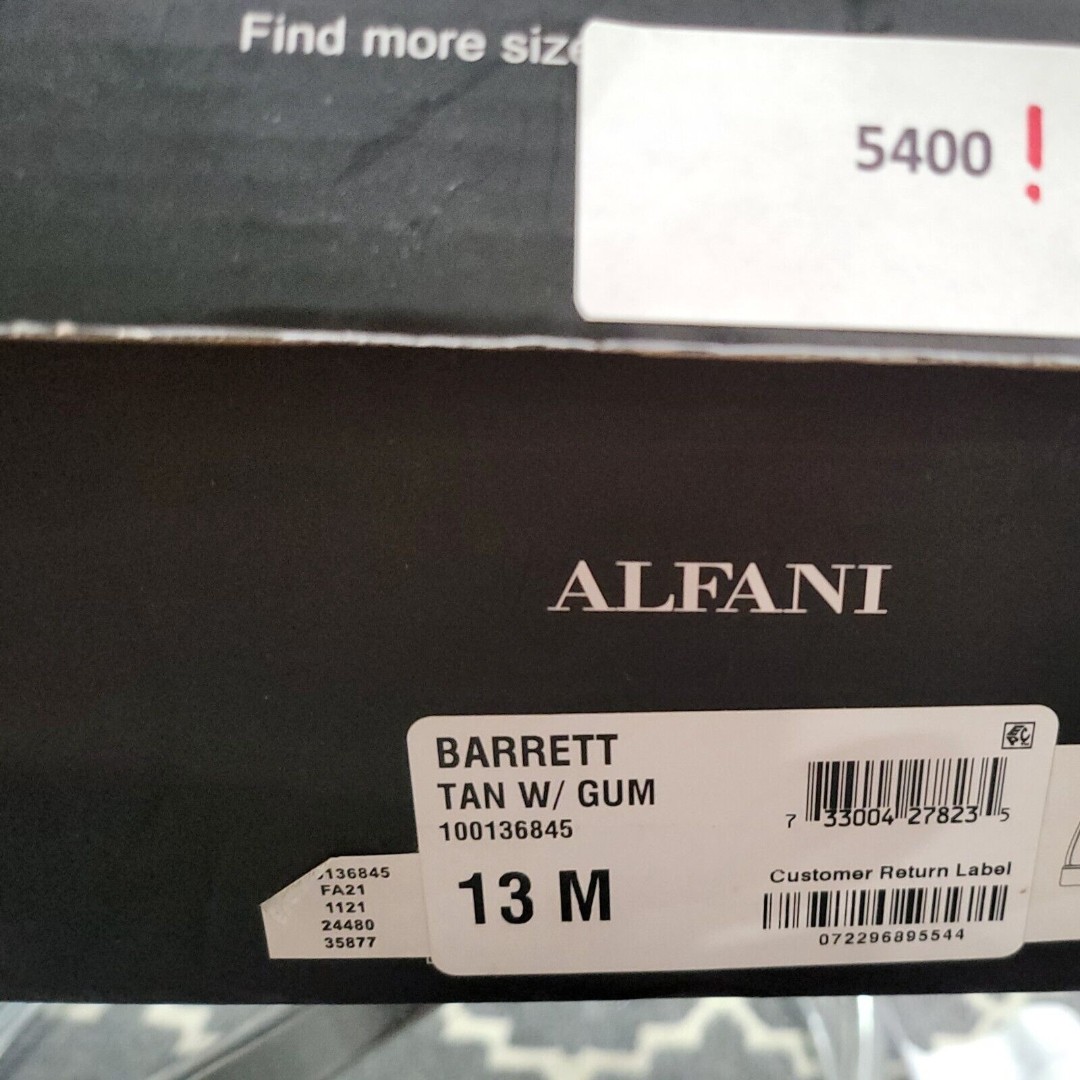 Find more
5400 !
ALFANI
BARRETT
TAN W/ GUM
100136845
7 33004 27823 5
13 M
Customer Return Label
072296895544
136845
FA21
1121
24480
35877